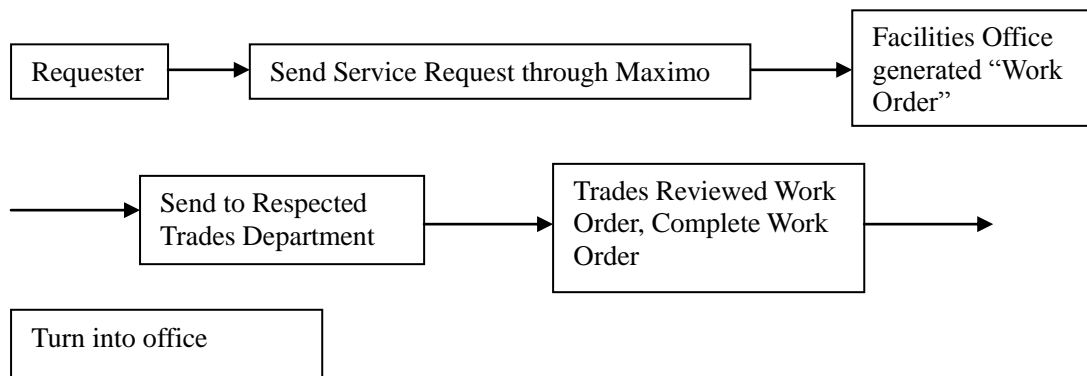 Requester
Send Service Request through Maximo
Facilities Office
generated “Work
Order”
Send to Respected
Trades Department
Trades Reviewed Work
Order, Complete Work
Order
Turn into office